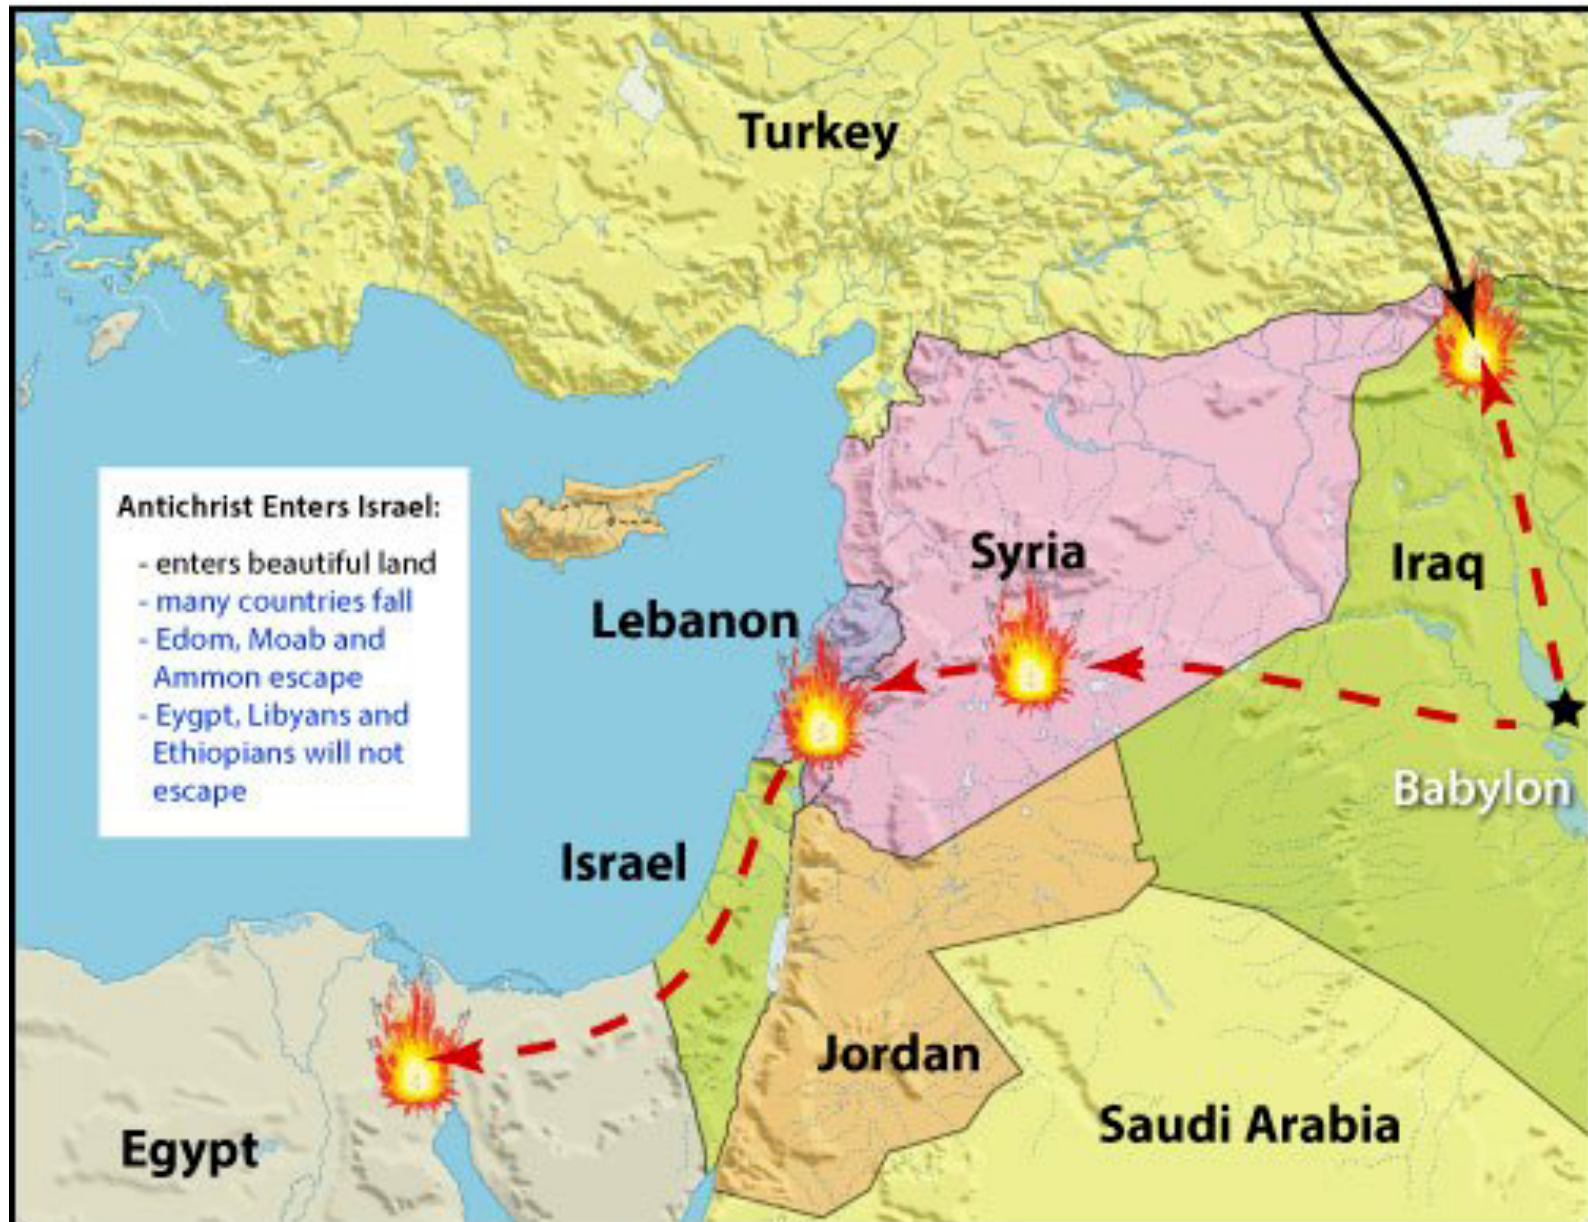 Turkey
Antichrist Enters Israel:
- enters beautiful land
- many countries fall
- Edom, Moab and
Ammon escape
- Eygpt, Libyans and
Ethiopians will not
escape
Syria
Iraq
Lebanon
Babylon
Israel
Jordan
Saudi Arabia
Egypt